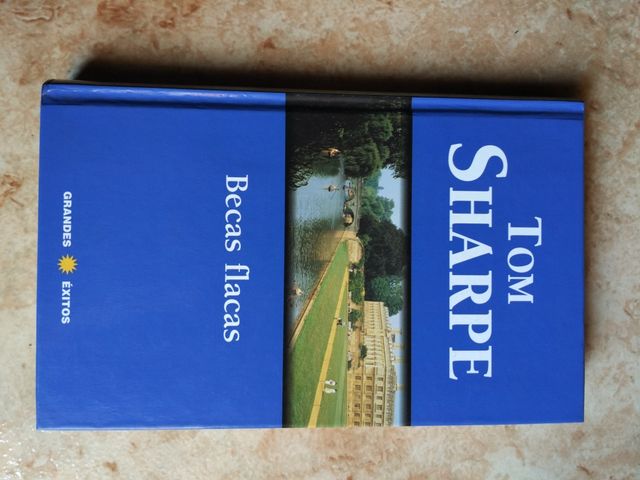 TOM
SHARPE
Becas flacas
GRANDES ÉXITOS